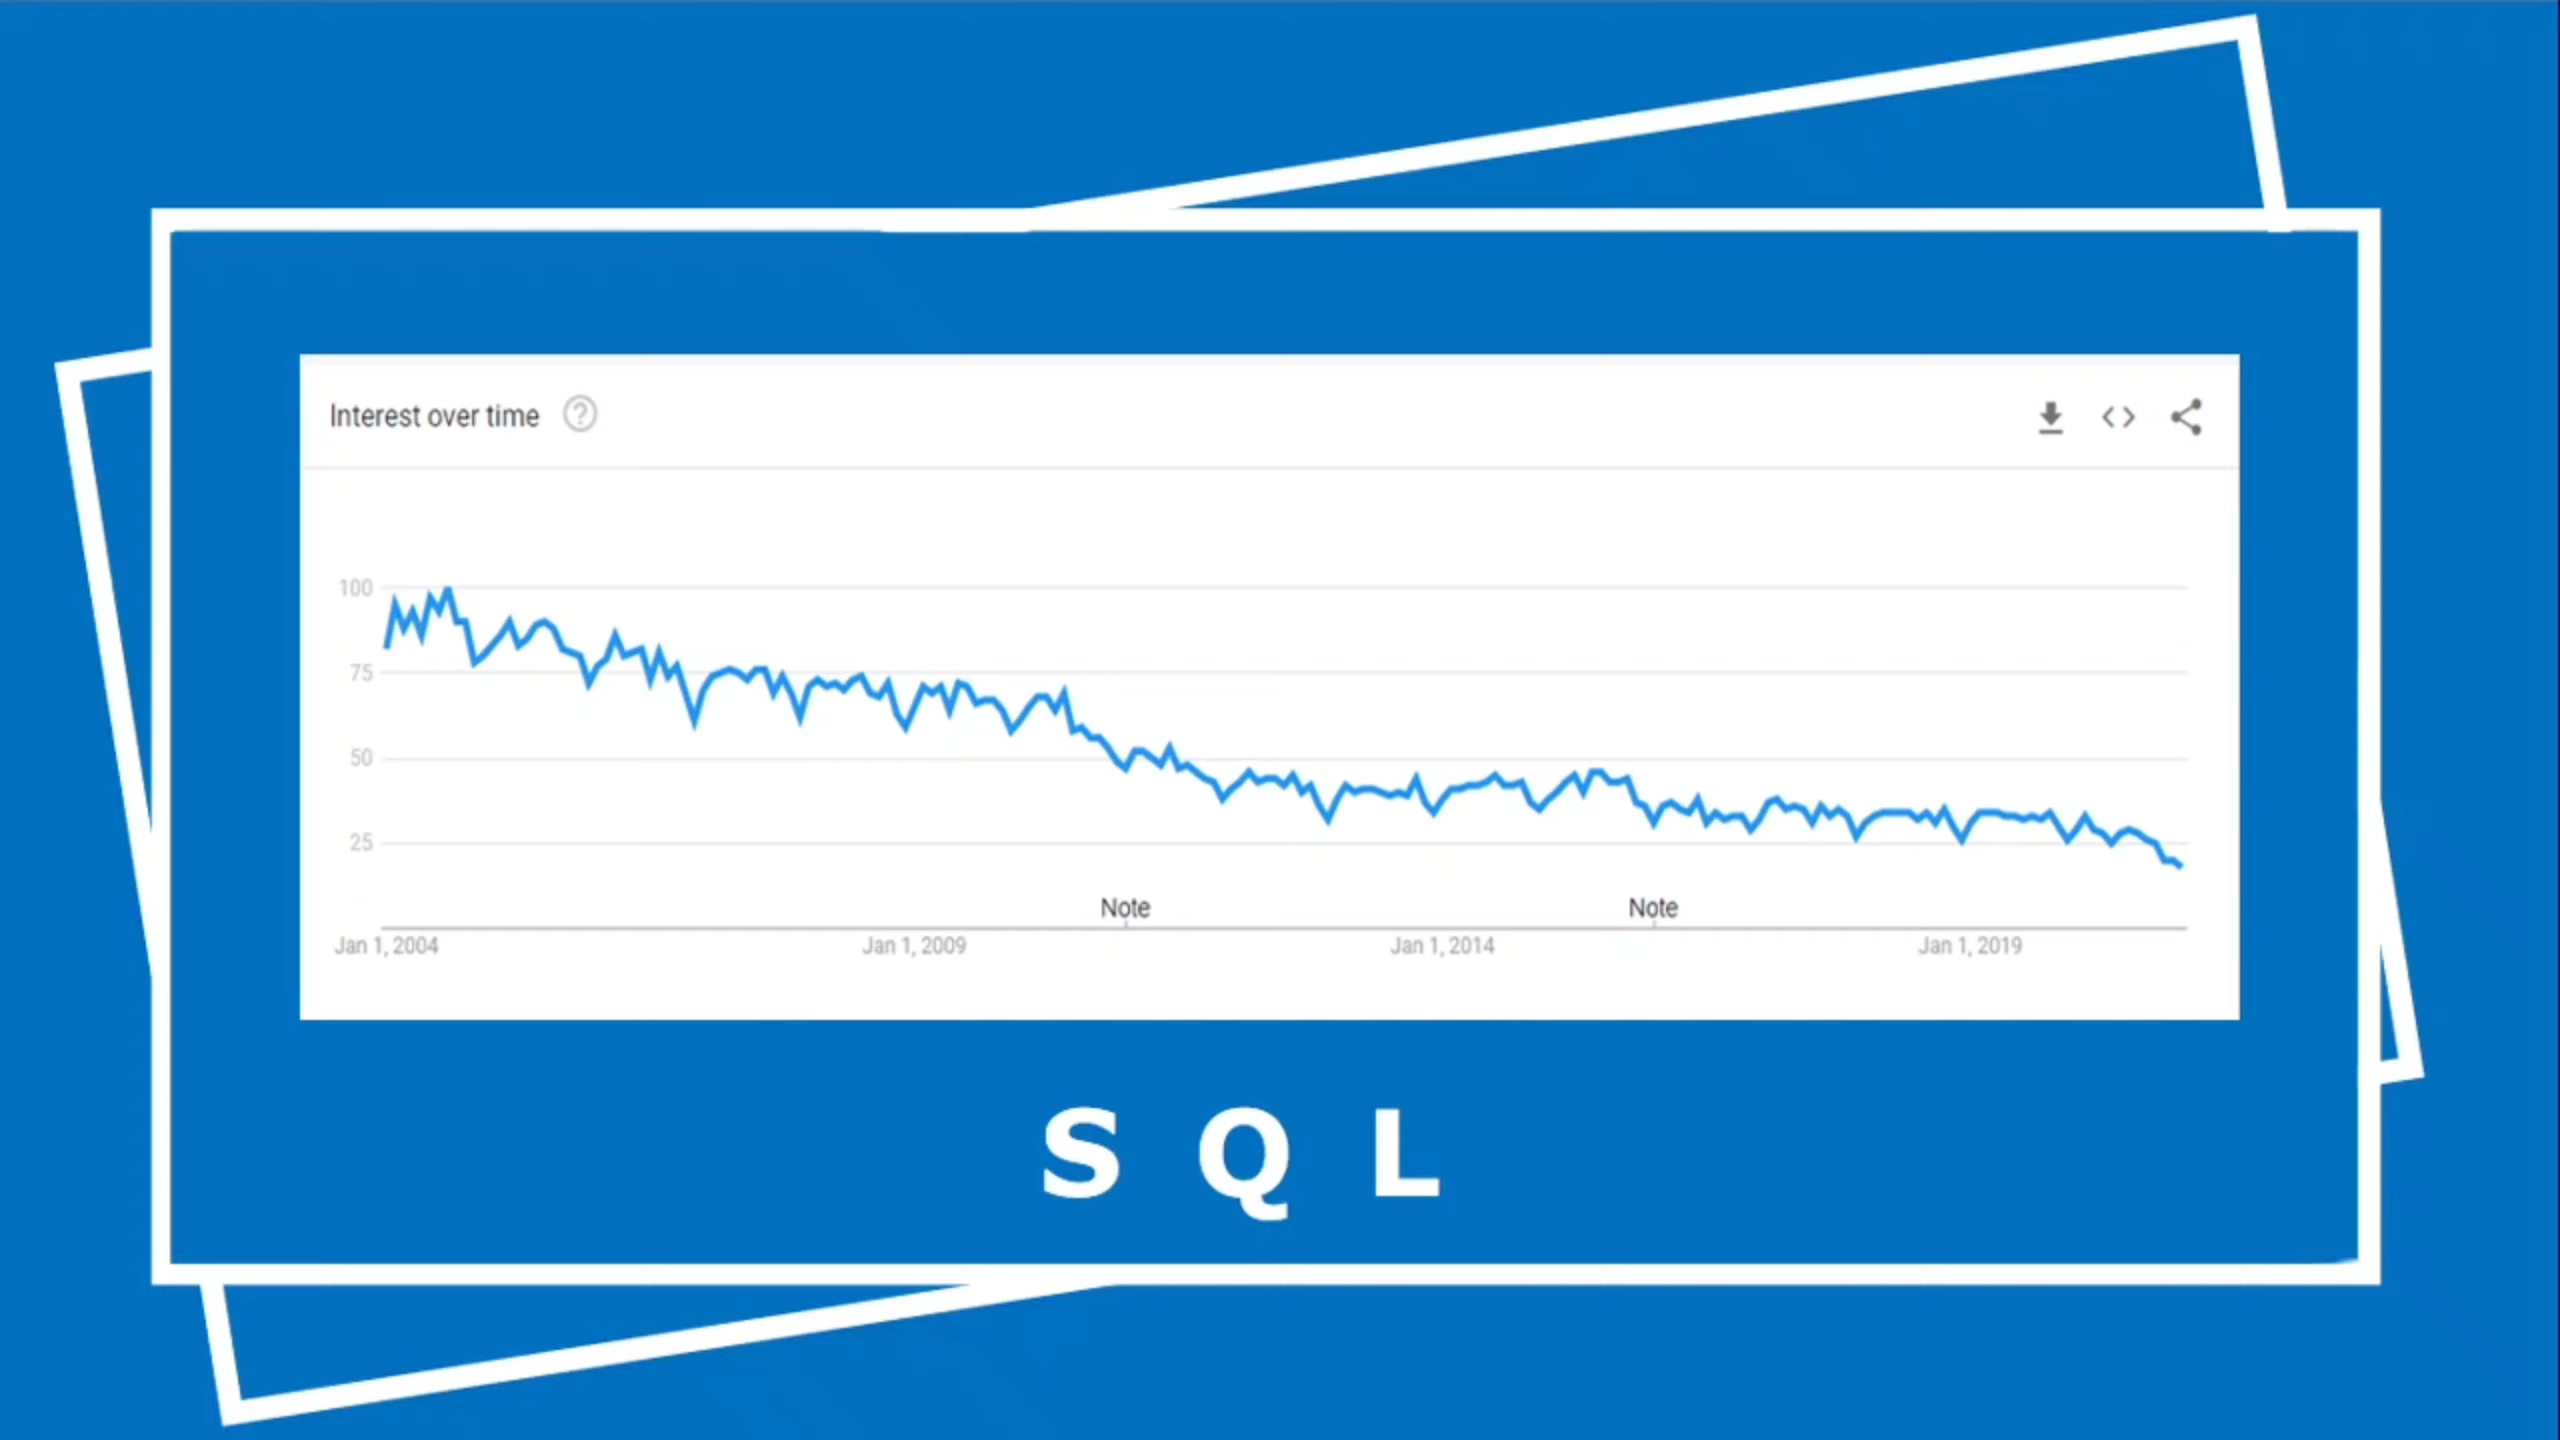 Interest over time
100
75
50
25
Note Note
Jan 1, 2004 Jan 1, 2009 Jan 1, 2014 Jan 1, 2019
S Q L